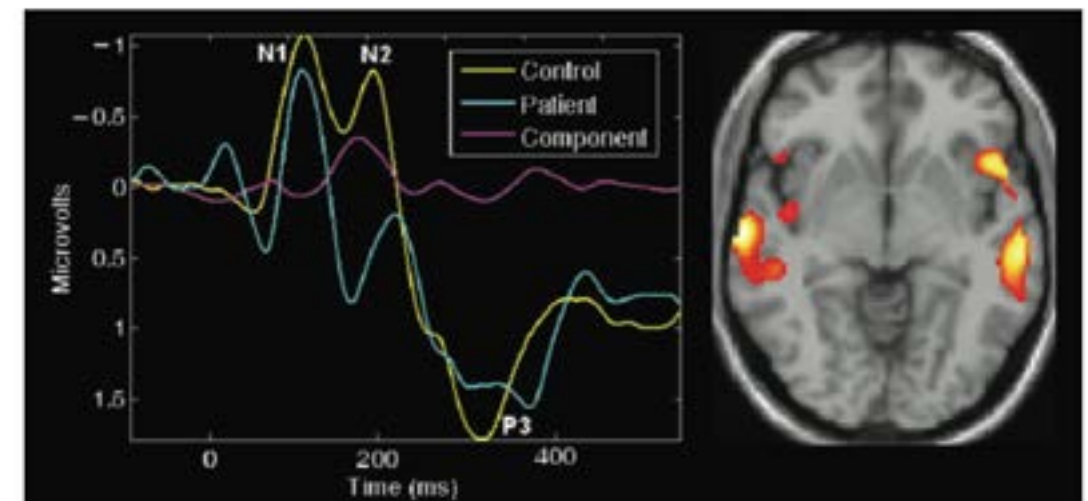 −1
−0.5
0
0.5
1
1.5
Microvolts
N1
N2
P3
Control
Patient
Component
0
200
400
Time (ms)